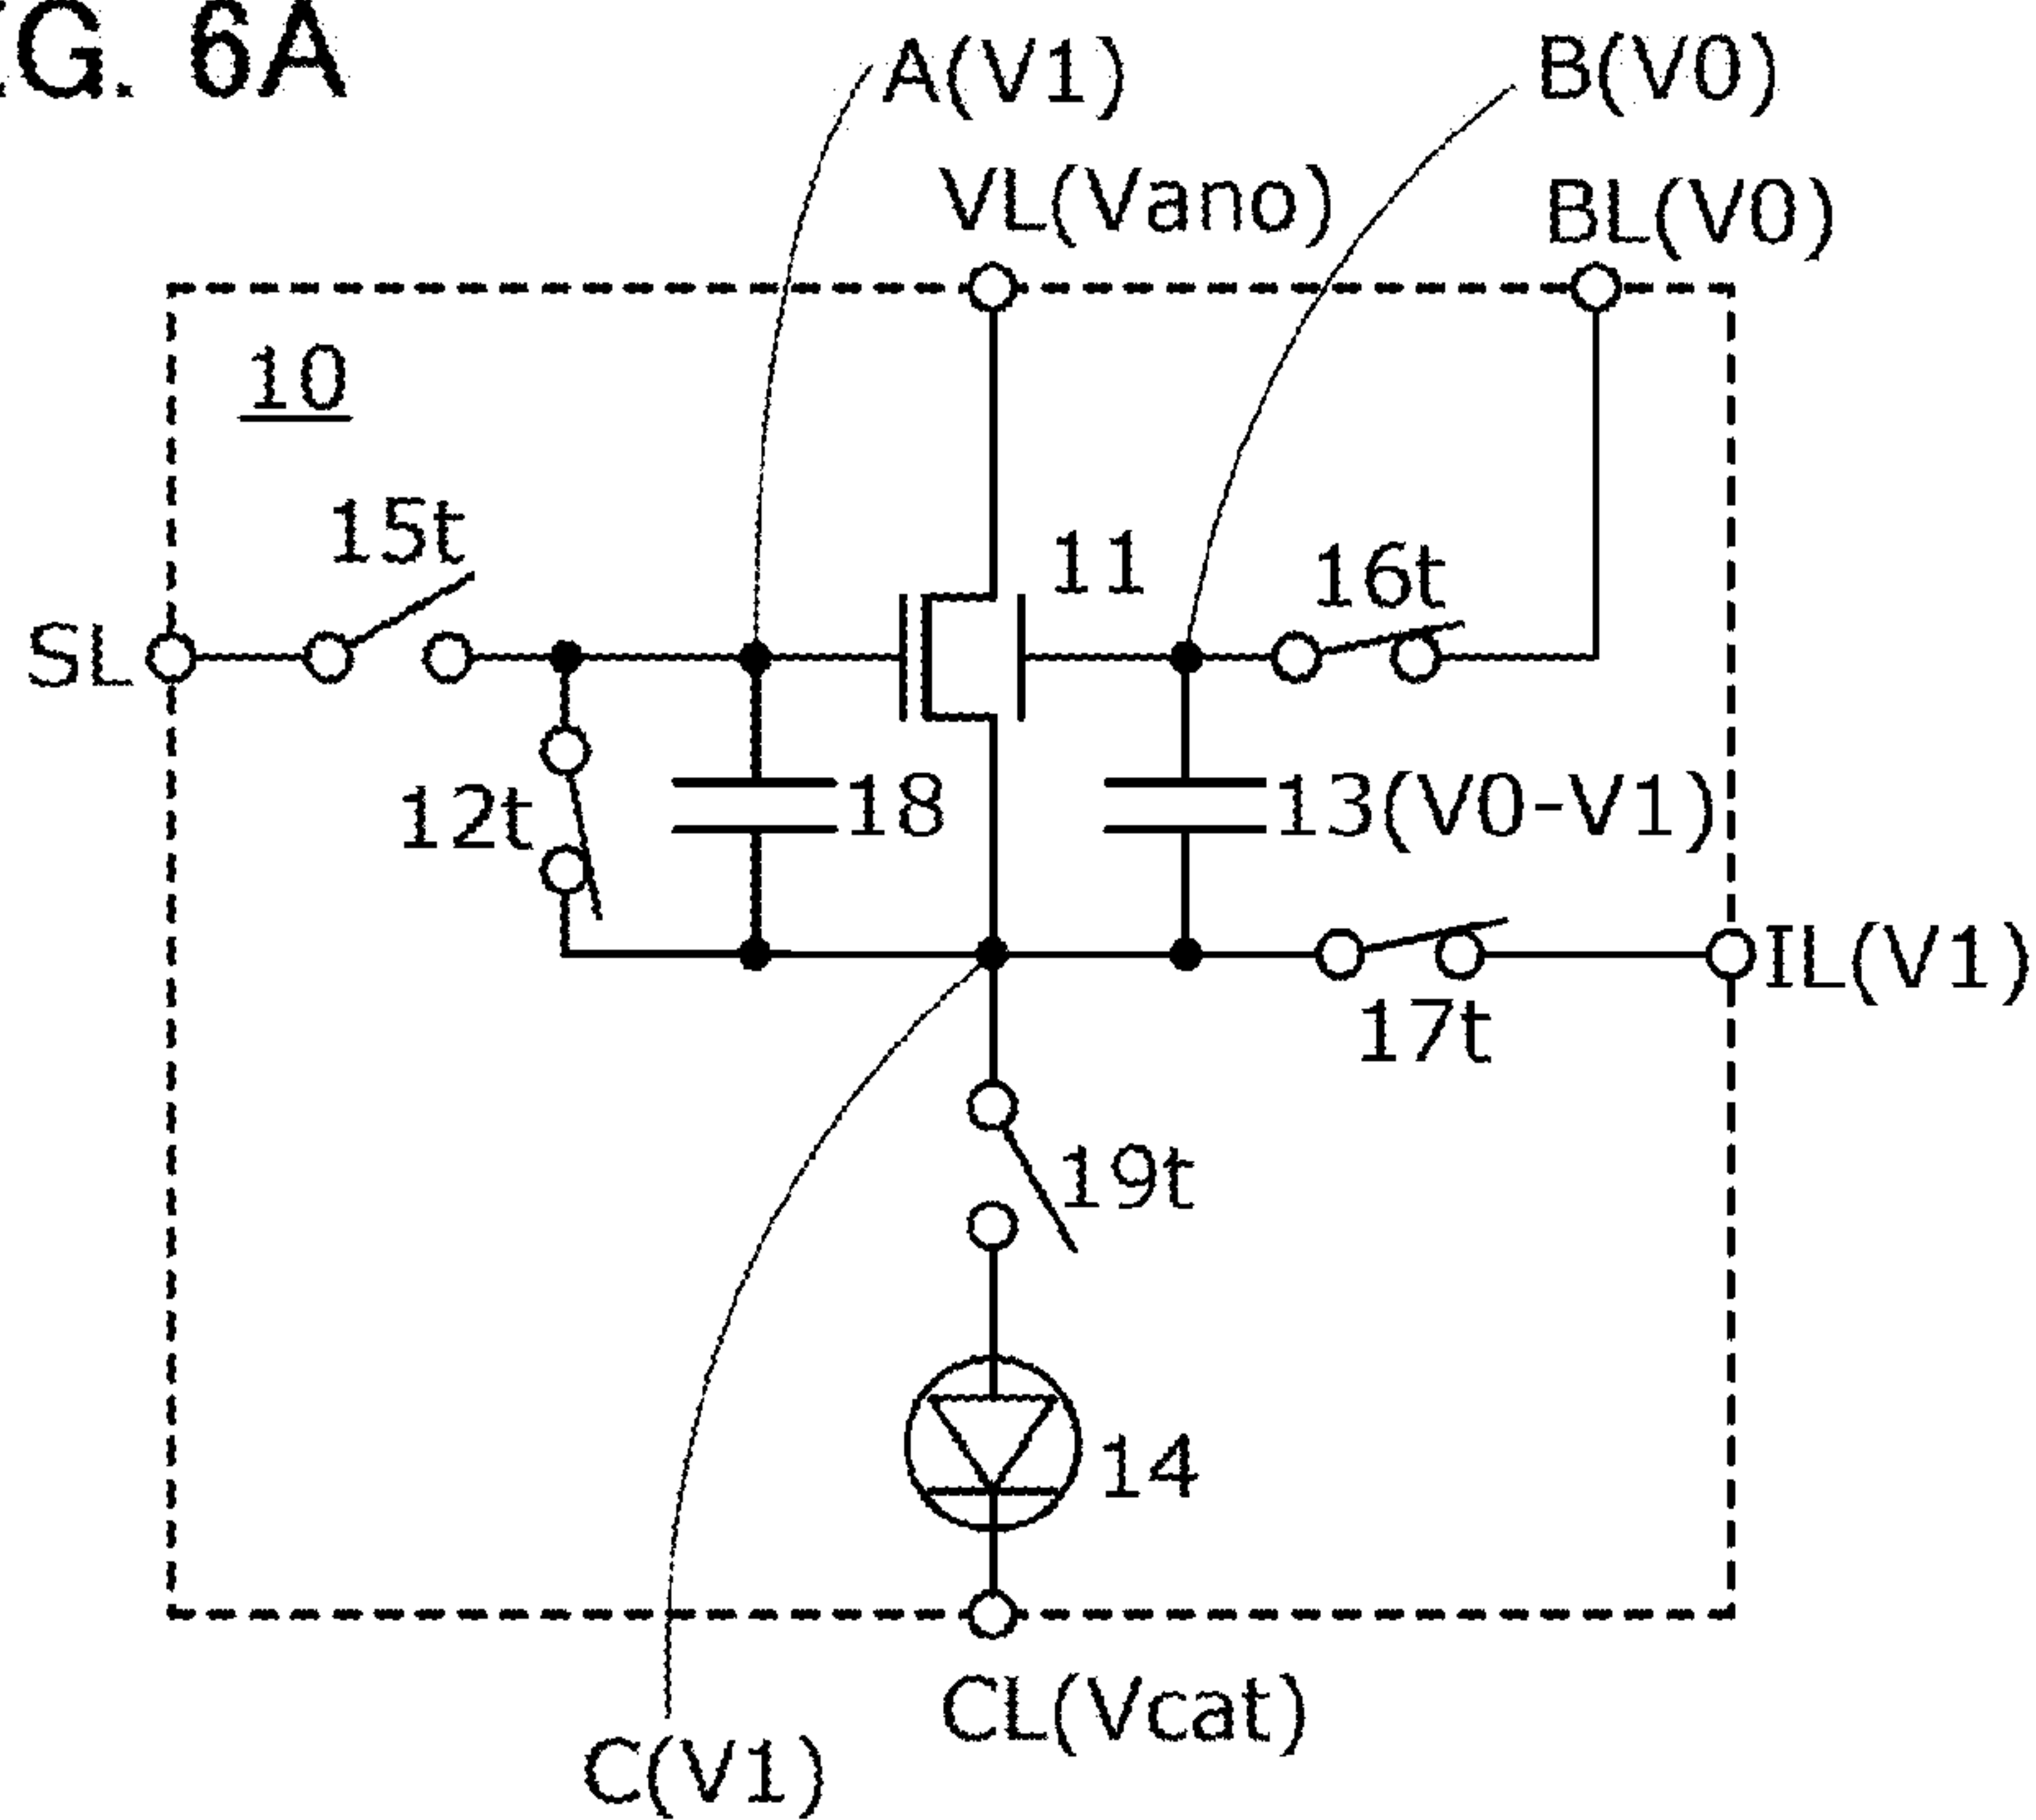 G. 6A
A(V1)
B(V0)
VL(Vano)
BL(V0)
10
15t
11
16t
SL
12t
18
13(V0-V1)
IL(V1)
17t
19t
14
CL(Vcat)
C(V1)